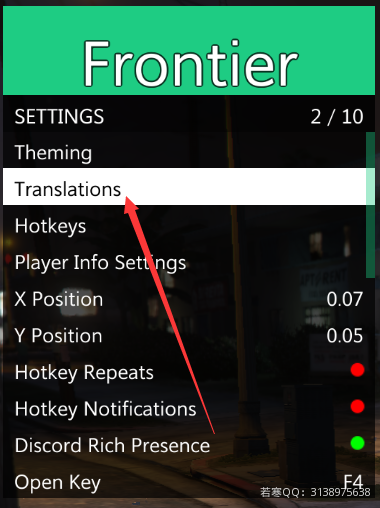 Frontier
SETTINGS 2 / 10
Theming
Translations
Hotkeys
Player Info Settings
X Position 0.07
Y Position 0.05
Hotkey Repeats
Hotkey Notifications
Discord Rich Presence
Open Key F4
若寒QQ：3138975638